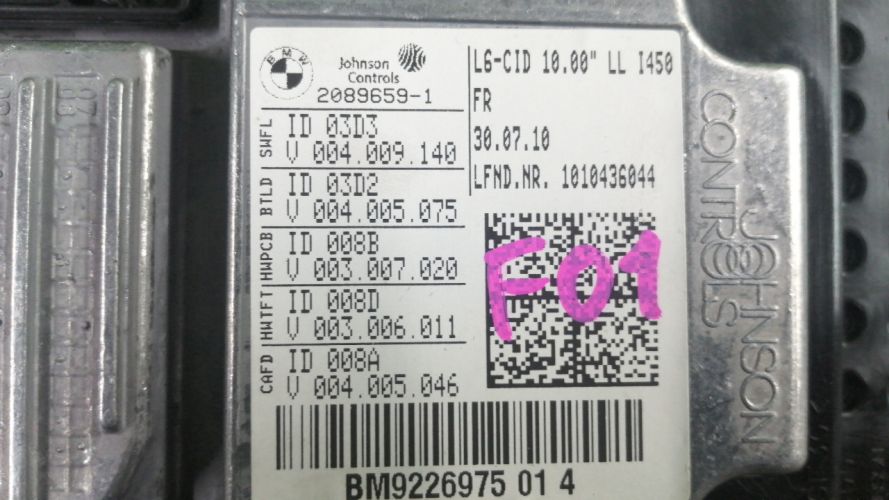 BMW
Johnson
Controls
2089659-1
L6-CID 10.00" LL I450
FR
30.07.10
LFND.NR. 1010436044
SWFL
ID 03D3
V 004.009.140
BTLD
ID 03D2
V 004.005.075
HWPCB
ID 008B
V 003.007.020
HWTFT
ID 008D
V 003.006.011
CAFD
ID 008A
V 004.005.046
F01
BM9226975 01 4
JOHNSON
CONTROLS